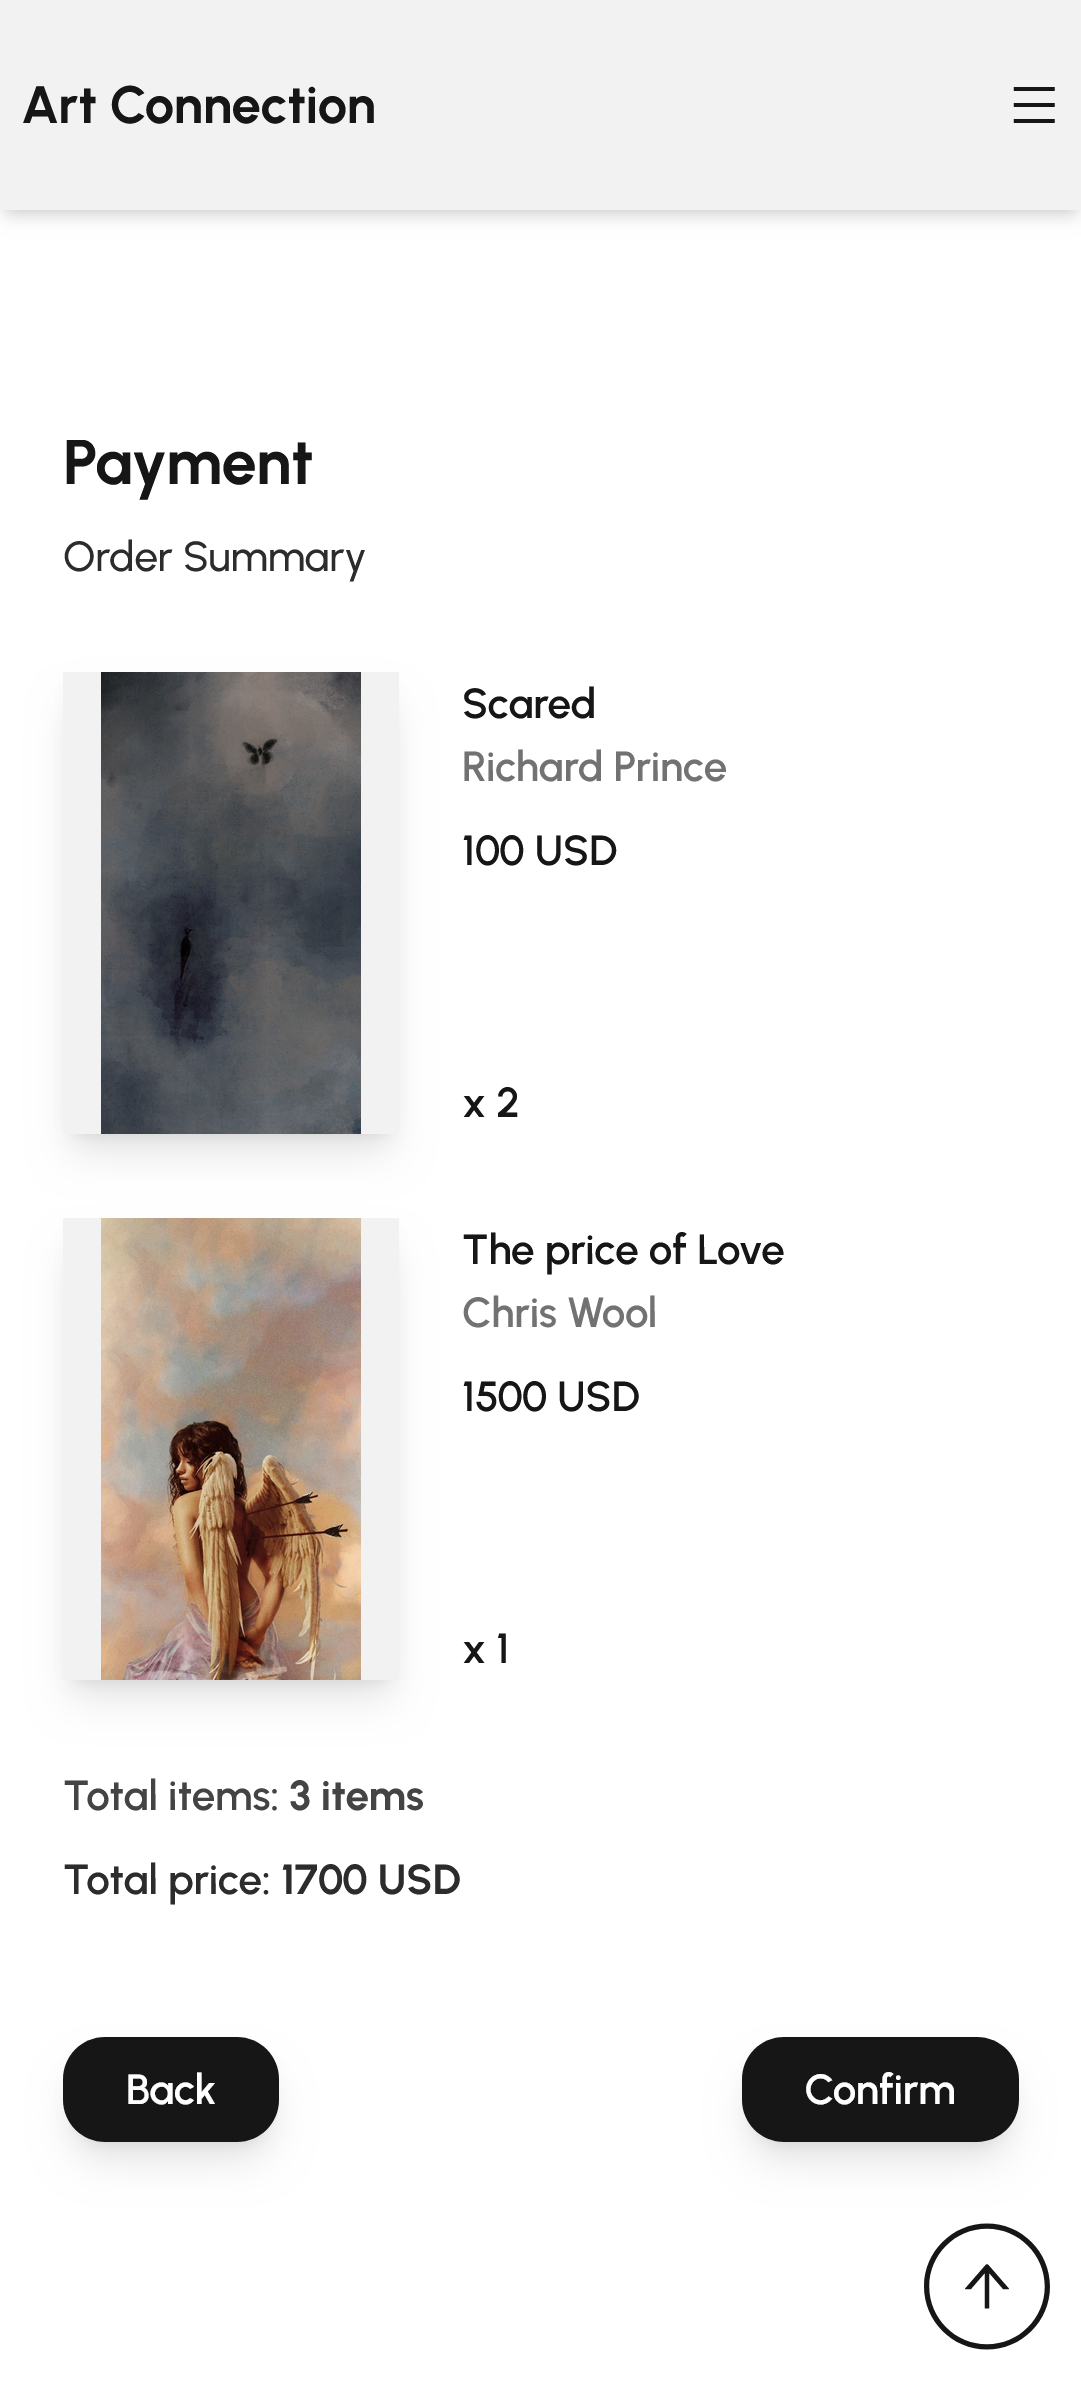 Art Connection
Payment
Order Summary
Scared
Richard Prince
100 USD
x 2
The price of Love
Chris Wool
1500 USD
x 1
Total items: 3 items
Total price: 1700 USD
Back
Confirm